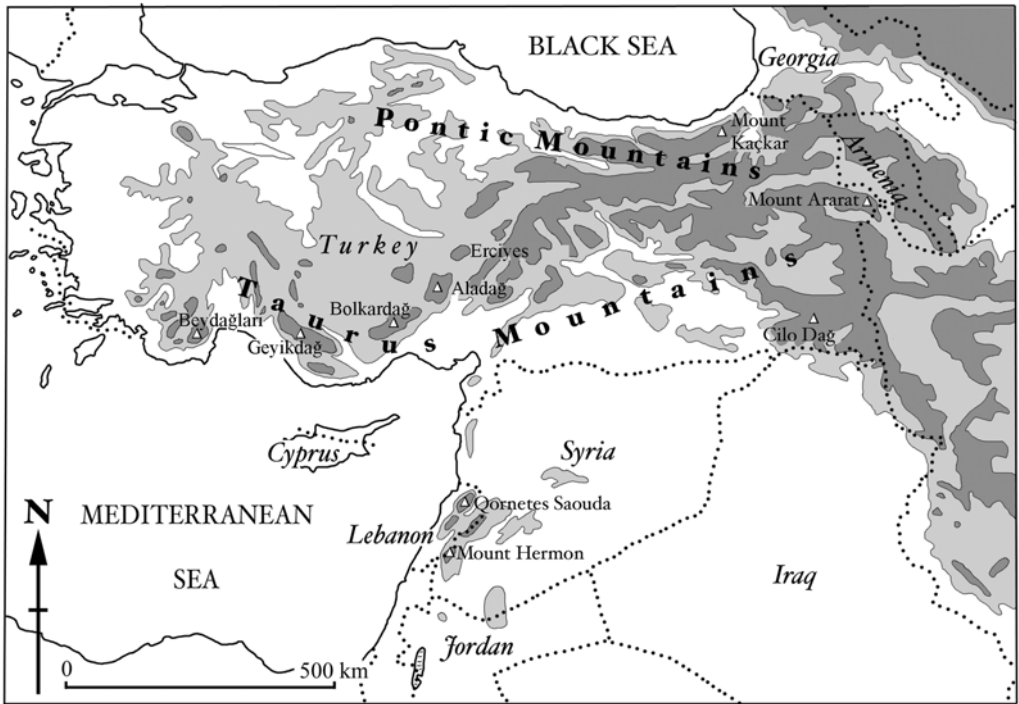 BLACK SEA
Georgia
Pontic Mountains
Mount
Kaçkar
Armenia
Mount Ararat
Turkey
Erciyes
Taurus Mountains
Aladağ
Bolkardağ
Beydağları
Geyikdağ
Cilo Dağ
Cyprus
Syria
N
MEDITERRANEAN
SEA
Qornetes Saouda
Lebanon
Mount Hermon
Iraq
Jordan
0
500 km